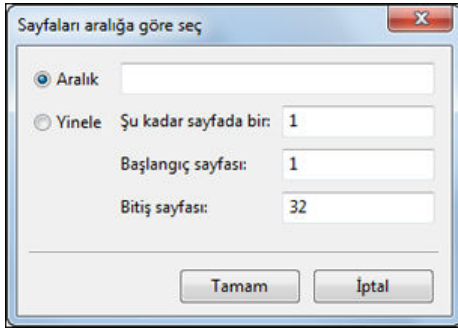 Sayfaları aralığa göre seç
Aralık
Yinele Şu kadar sayfada bir: 1
Başlangıç sayfası: 1
Bitiş sayfası: 32
Tamam İptal